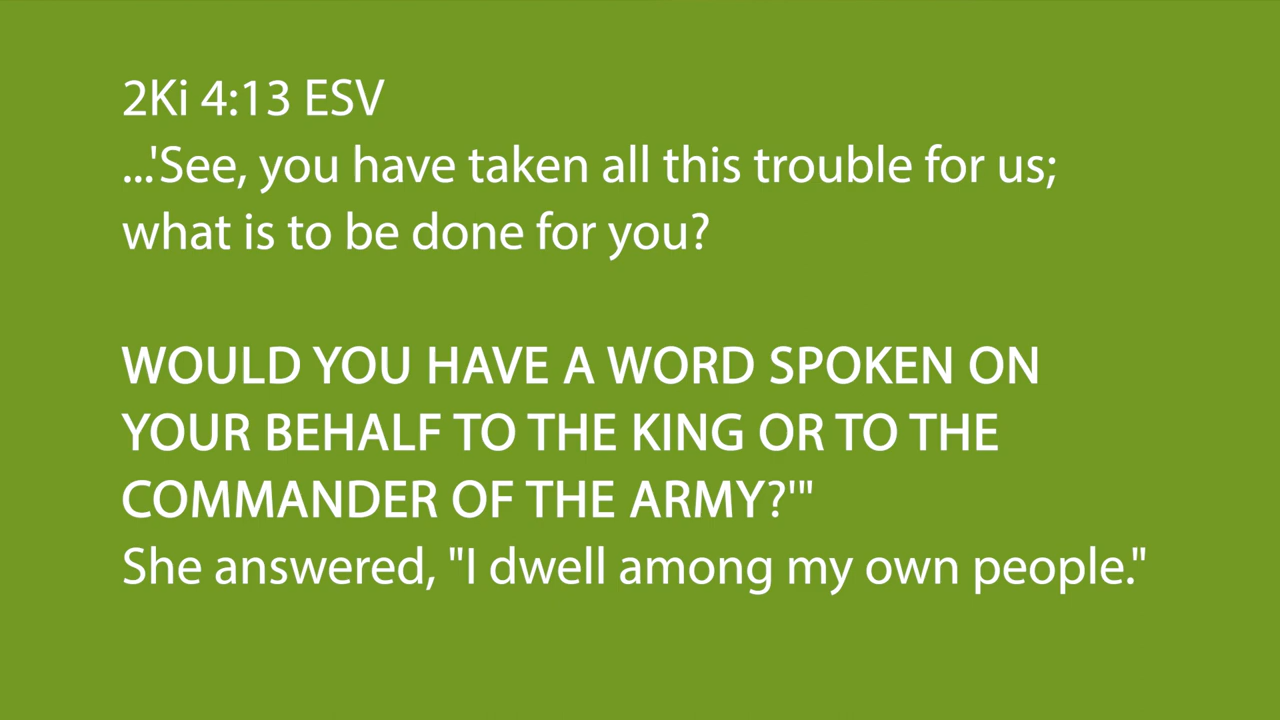 2Ki 4:13 ESV
...'See, you have taken all this trouble for us;
what is to be done for you?
WOULD YOU HAVE A WORD SPOKEN ON
YOUR BEHALF TO THE KING OR TO THE
COMMANDER OF THE ARMY?'"
She answered, "I dwell among my own people."